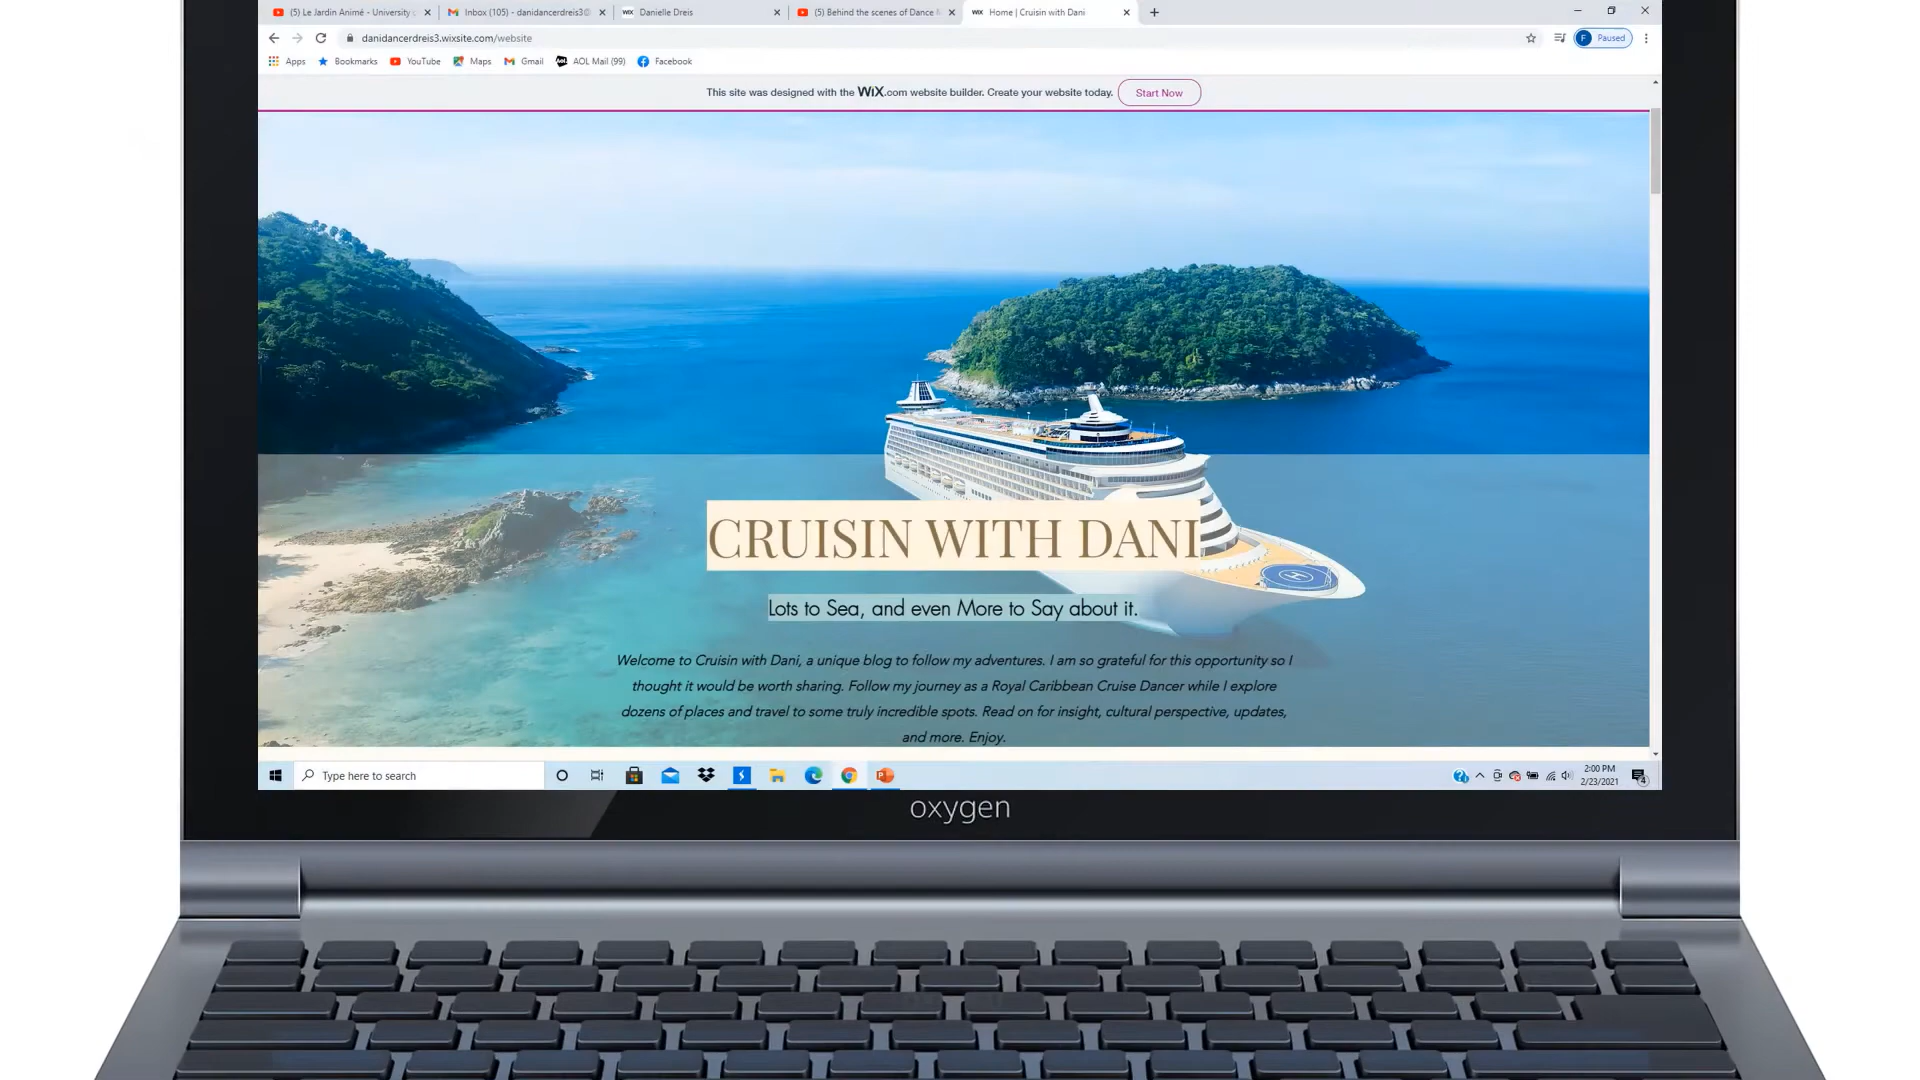 (5) Le Jardin Animé - University
Inbox (105) - danidancerdreis3@
WiX Danielle Dreis
(5) Behind the scenes of Dance
WiX Home | Cruisin with Dani
danidancerdreis3.wixsite.com/website
F Paused
Apps Bookmarks YouTube Maps Gmail AOL Mail (99) Facebook
This site was designed with the WiX.com website builder. Create your website today. Start Now
CRUISIN WITH DANI
Lots to Sea, and even More to Say about it.
Welcome to Cruisin with Dani, a unique blog to follow my adventures. I am so grateful for this opportunity so I
thought it would be worth sharing. Follow my journey as a Royal Caribbean Cruise Dancer while I explore
dozens of places and travel to some truly incredible spots. Read on for insight, cultural perspective, updates,
and more. Enjoy.
H
Type here to search
2:00 PM
2/23/2021
4
oxygen